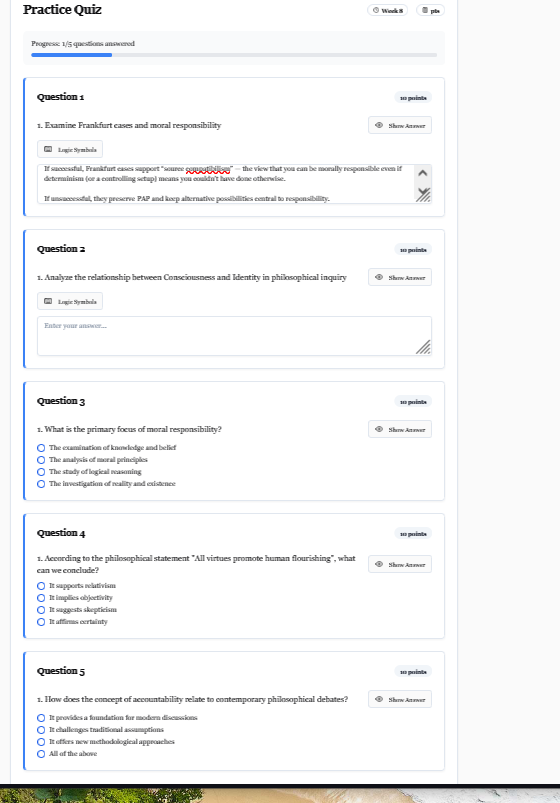 Practice Quiz
Week 8
pts
Progress: 1/5 questions answered
Question 1
10 points
1. Examine Frankfurt cases and moral responsibility
Show Answer
Logic Symbols
If successful, Frankfurt cases support "source compatibilism" — the view that you can be morally responsible even if
determinism (or a controlling setup) means you couldn't have done otherwise.
If unsuccessful, they preserve PAP and keep alternative possibilities central to responsibility.
Question 2
10 points
1. Analyze the relationship between Consciousness and Identity in philosophical inquiry
Show Answer
Logic Symbols
Enter your answer...
Question 3
10 points
1. What is the primary focus of moral responsibility?
Show Answer
The examination of knowledge and belief
The analysis of moral principles
The study of logical reasoning
The investigation of reality and existence
Question 4
10 points
1. According to the philosophical statement "All virtues promote human flourishing", what
can we conclude?
Show Answer
It supports relativism
It implies objectivity
It suggests skepticism
It affirms certainty
Question 5
10 points
1. How does the concept of accountability relate to contemporary philosophical debates?
Show Answer
It provides a foundation for modern discussions
It challenges traditional assumptions
It offers new methodological approaches
All of the above